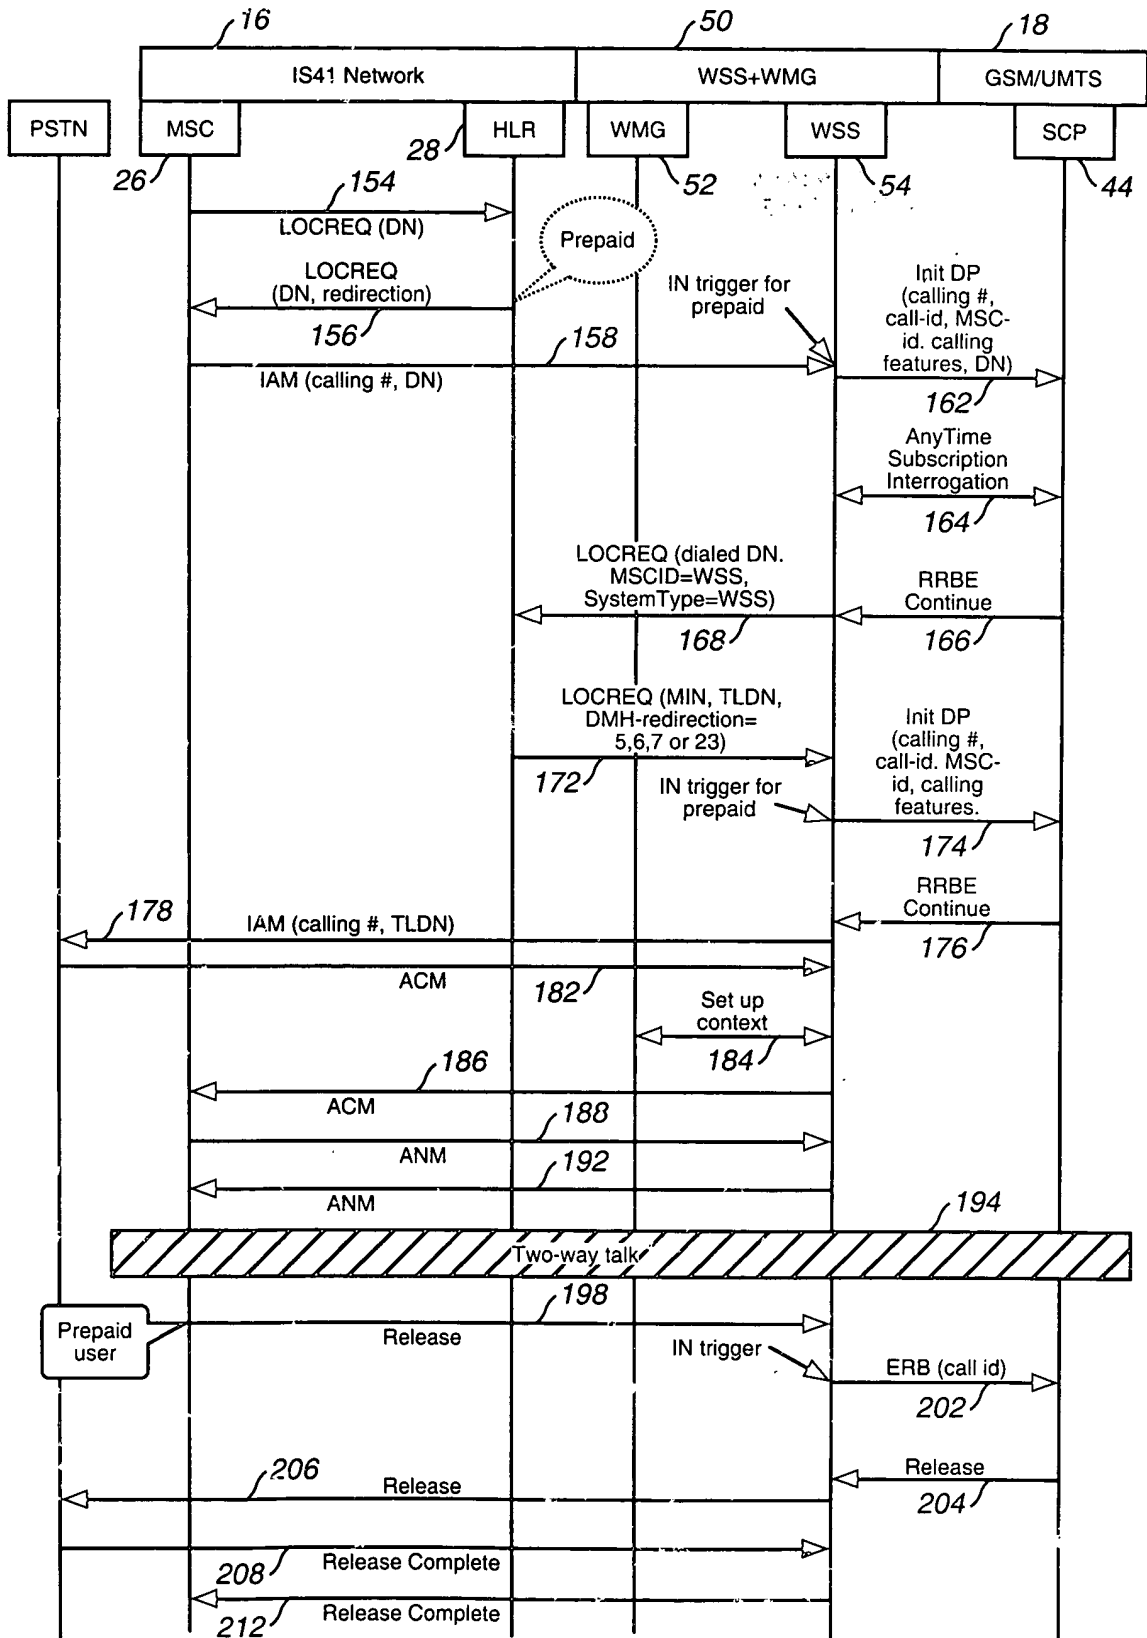 16
50
18
IS41 Network
WSS+WMG
GSM/UMTS
PSTN
MSC
HLR
WMG
WSS
SCP
26
28
52
54
44
154
LOCREQ (DN)
Prepaid
LOCREQ
(DN, redirection)
156
IN trigger for
prepaid
Init DP
(calling #,
call-id, MSC-
id. calling
features, DN)
158
IAM (calling #, DN)
162
AnyTime
Subscription
Interrogation
164
LOCREQ (dialed DN.
MSCID=WSS,
SystemType=WSS)
168
RRBE
Continue
166
LOCREQ (MIN, TLDN,
DMH-redirection=
5,6,7 or 23)
172
Init DP
(calling #,
call-id. MSC-
id, calling
features.
IN trigger for
prepaid
174
RRBE
Continue
176
178
IAM (calling #, TLDN)
ACM
182
Set up
context
184
186
ACM
188
ANM
192
ANM
194
Two-way talk
198
Prepaid
user
Release
IN trigger
ERB (call id)
202
Release
204
206
Release
208
Release Complete
212
Release Complete